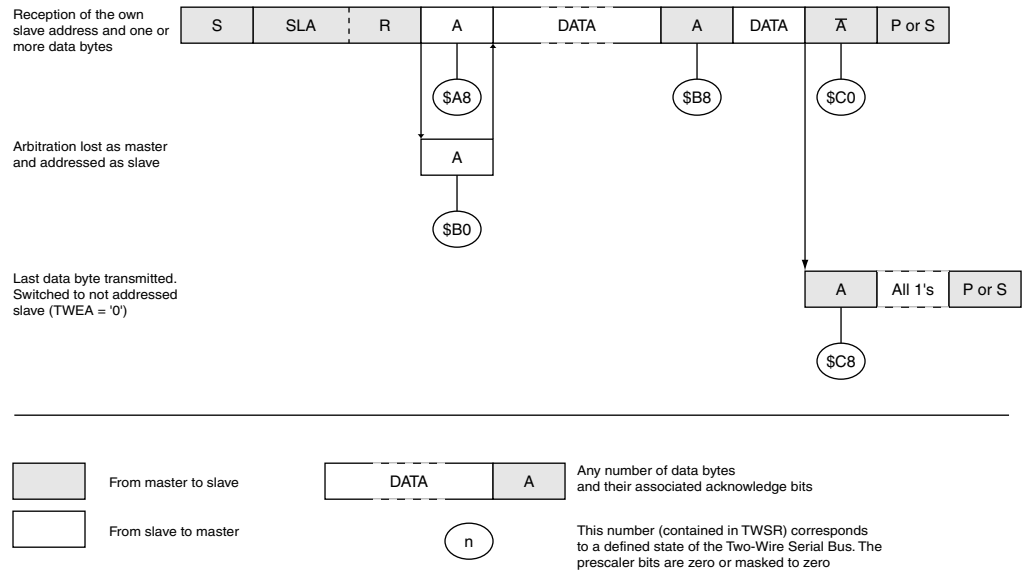 Reception of the own
slave address and one or
more data bytes
S SLA R A DATA A DATA A̅ P or S
$A8 $B8 $C0
Arbitration lost as master
and addressed as slave
A
$B0
Last data byte transmitted.
Switched to not addressed
slave (TWEA = '0')
A All 1's P or S
$C8
From master to slave
DATA A
Any number of data bytes
and their associated acknowledge bits
From slave to master
n
This number (contained in TWSR) corresponds
to a defined state of the Two-Wire Serial Bus. The
prescaler bits are zero or masked to zero